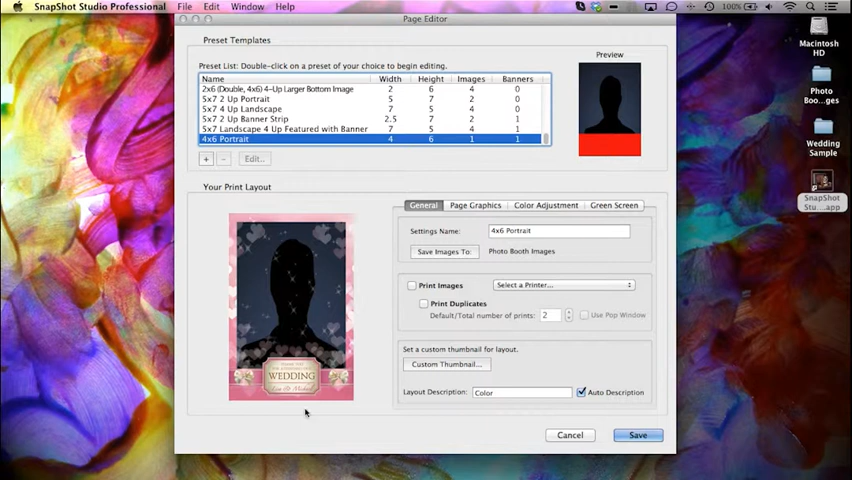 SnapShot Studio Professional File Edit Window Help
100%
Page Editor
Preset Templates
Preset List: Double-click on a preset of your choice to begin editing.
Preview
Name Width Height Images Banners
2x6 (Double, 4x6) 4-Up Larger Bottom Image 2 6 4 0
5x7 2 Up Portrait 5 7 2 0
5x7 4 Up Landscape 7 5 4 0
5x7 2 Up Banner Strip 2.5 7 2 1
5x7 Landscape 4 Up Featured with Banner 7 5 4 1
4x6 Portrait 4 6 1 1
+ - Edit..
Your Print Layout
General Page Graphics Color Adjustment Green Screen
Settings Name: 4x6 Portrait
Save Images To: Photo Booth Images
Print Images Select a Printer...
Print Duplicates
Default/Total number of prints: 2 Use Pop Window
Set a custom thumbnail for layout.
Custom Thumbnail...
Layout Description: Color Auto Description
WEDDING
Cancel Save
Macintosh
HD
Photo
Boo...ges
Wedding
Sample
SnapShot
Stu....app